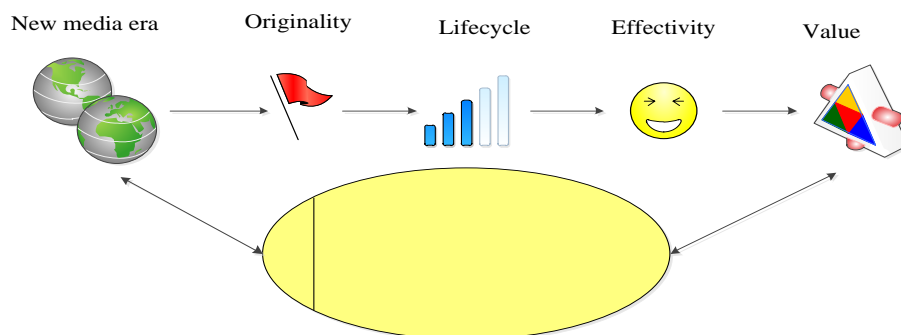 New media era
Originality
Lifecycle
Effectivity
Value